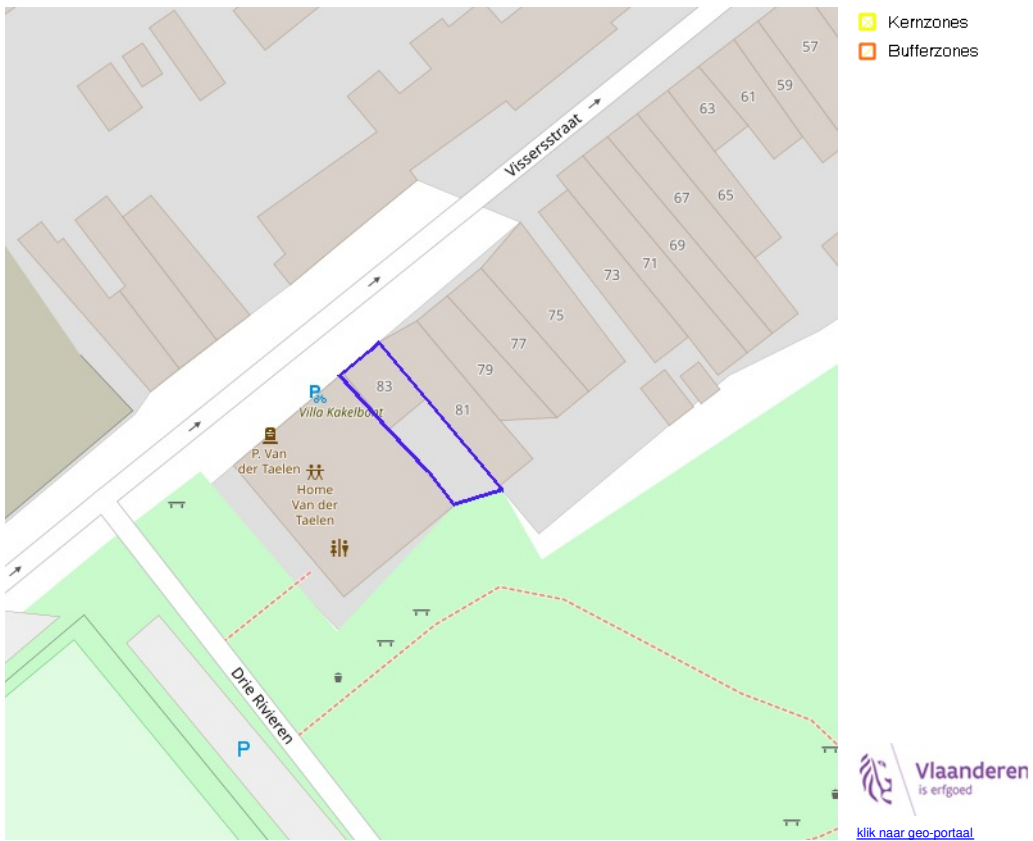 Kernzones
Bufferzones
57
59
61
63
Vissersstraat
65
67
69
71
73
75
77
79
83
81
Villa Kakelbont
P. Van
der Taelen
Home
Van der
Taelen
Drie Rivieren
P
P
Vlaanderen
is erfgoed
klik naar geo-portaal